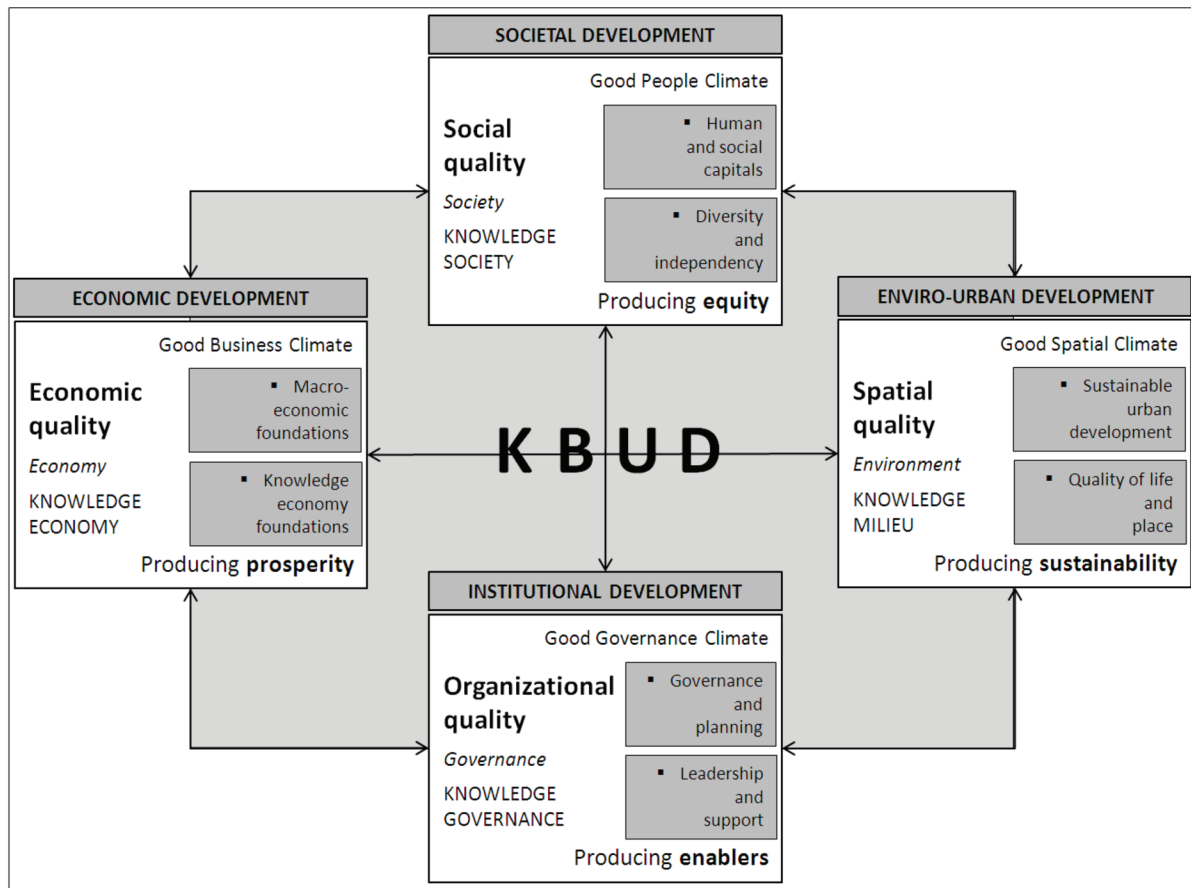 SOCIETAL DEVELOPMENT
Good People Climate
Social
quality
Society
KNOWLEDGE
SOCIETY
▪ Human
and social
capitals
▪ Diversity
and
independency
Producing equity
ECONOMIC DEVELOPMENT
Good Business Climate
Economic
quality
Economy
KNOWLEDGE
ECONOMY
▪ Macro-
economic
foundations
▪ Knowledge
economy
foundations
Producing prosperity
KBUD
ENVIRO-URBAN DEVELOPMENT
Good Spatial Climate
Spatial
quality
Environment
KNOWLEDGE
MILIEU
▪ Sustainable
urban
development
▪ Quality of life
and
place
Producing sustainability
INSTITUTIONAL DEVELOPMENT
Good Governance Climate
Organizational
quality
Governance
KNOWLEDGE
GOVERNANCE
▪ Governance
and
planning
▪ Leadership
and
support
Producing enablers